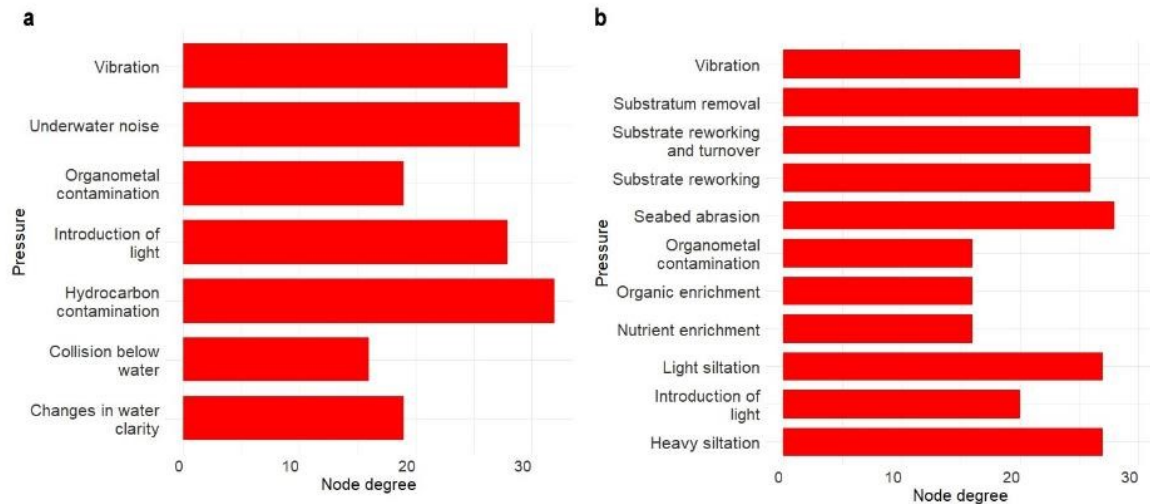 a
Pressure
Vibration
Underwater noise
Organometal
contamination
Introduction of
light
Hydrocarbon
contamination
Collision below
water
Changes in water
clarity
0 10 20 30
Node degree
b
Pressure
Vibration
Substratum removal
Substrate reworking
and turnover
Substrate reworking
Seabed abrasion
Organometal
contamination
Organic enrichment
Nutrient enrichment
Light siltation
Introduction of
light
Heavy siltation
0 10 20 30
Node degree